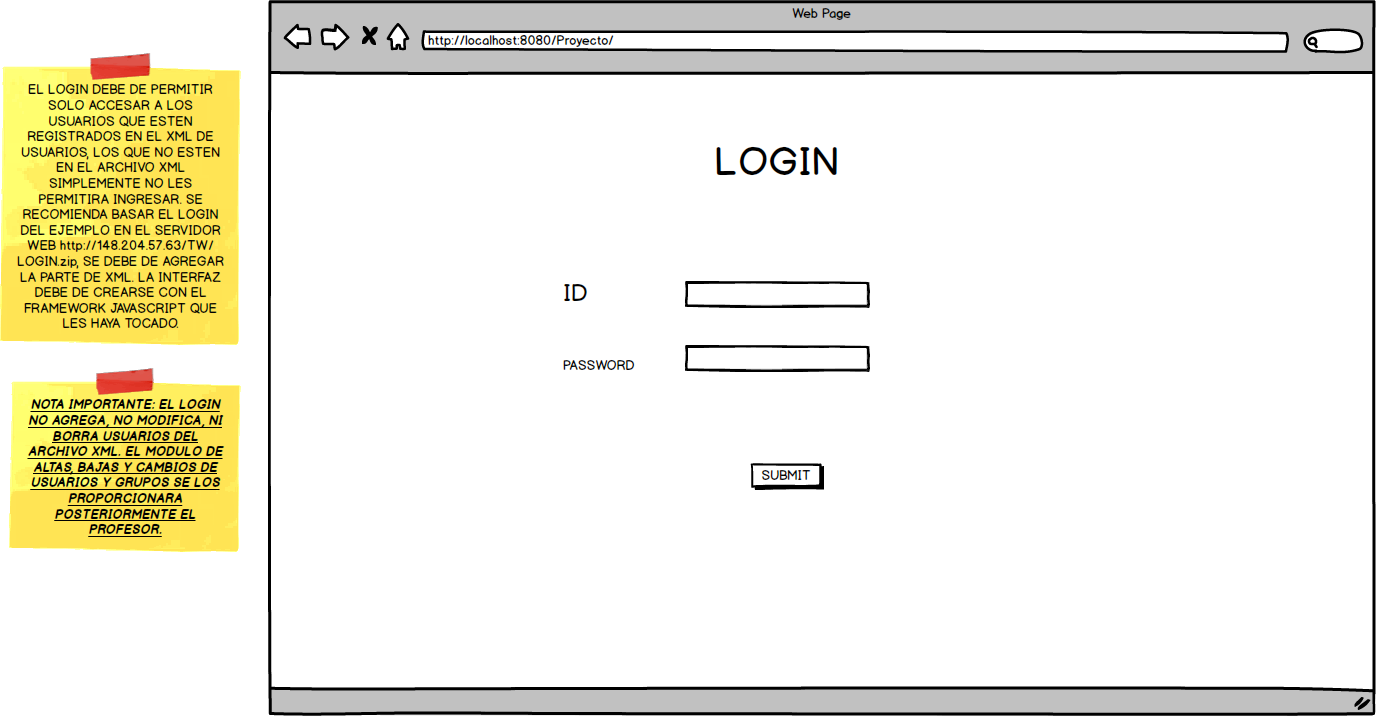 EL LOGIN DEBE DE PERMITIR
SOLO ACCESAR A LOS
USUARIOS QUE ESTEN
REGISTRADOS EN EL XML DE
USUARIOS, LOS QUE NO ESTEN
EN EL ARCHIVO XML
SIMPLEMENTE NO LES
PERMITIRA INGRESAR. SE
RECOMIENDA BASAR EL LOGIN
DEL EJEMPLO EN EL SERVIDOR
WEB http://148.204.57.63/TW/
LOGIN.zip, SE DEBE DE AGREGAR
LA PARTE DE XML. LA INTERFAZ
DEBE DE CREARSE CON EL
FRAMEWORK JAVASCRIPT QUE
LES HAYA TOCADO.
NOTA IMPORTANTE: EL LOGIN
NO AGREGA, NO MODIFICA, NI
BORRA USUARIOS DEL
ARCHIVO XML. EL MODULO DE
ALTAS, BAJAS Y CAMBIOS DE
USUARIOS Y GRUPOS SE LOS
PROPORCIONARA
POSTERIORMENTE EL
PROFESOR.
Web Page
http://localhost:8080/Proyecto/
LOGIN
ID
PASSWORD
SUBMIT